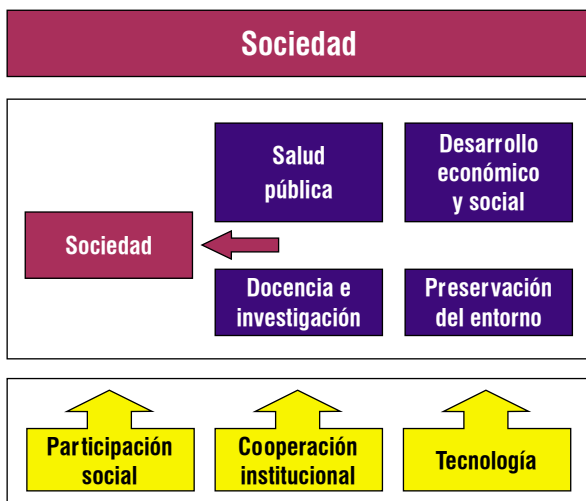 Sociedad
Salud
pública
Desarrollo
económico
y social
Sociedad
Docencia e
investigación
Preservación
del entorno
Participación
social
Cooperación
institucional
Tecnología